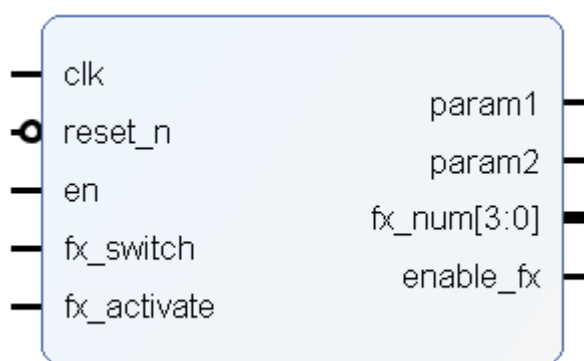 clk
reset_n
en
fx_switch
fx_activate
param1
param2
fx_num[3:0]
enable_fx